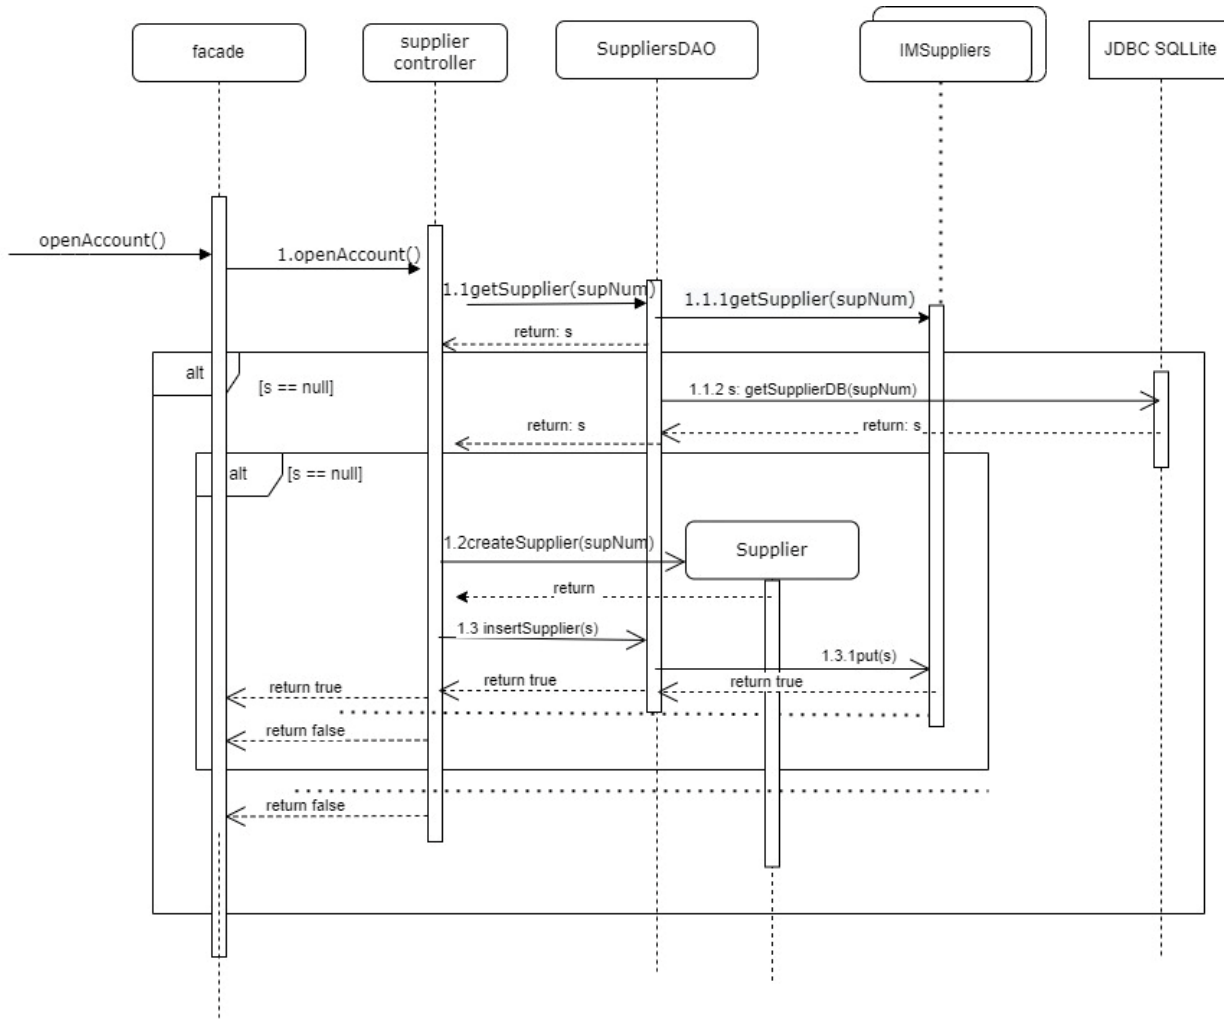 facade
supplier
controller
SuppliersDAO
IMSuppliers
JDBC SQLLite
openAccount()
1.openAccount()
1.1getSupplier(supNum)
1.1.1getSupplier(supNum)
return: s
alt
[s == null]
1.1.2 s: getSupplierDB(supNum)
return: s
return: s
alt
[s == null]
1.2createSupplier(supNum)
Supplier
return
1.3 insertSupplier(s)
1.3.1put(s)
return true
return true
return true
return false
return false